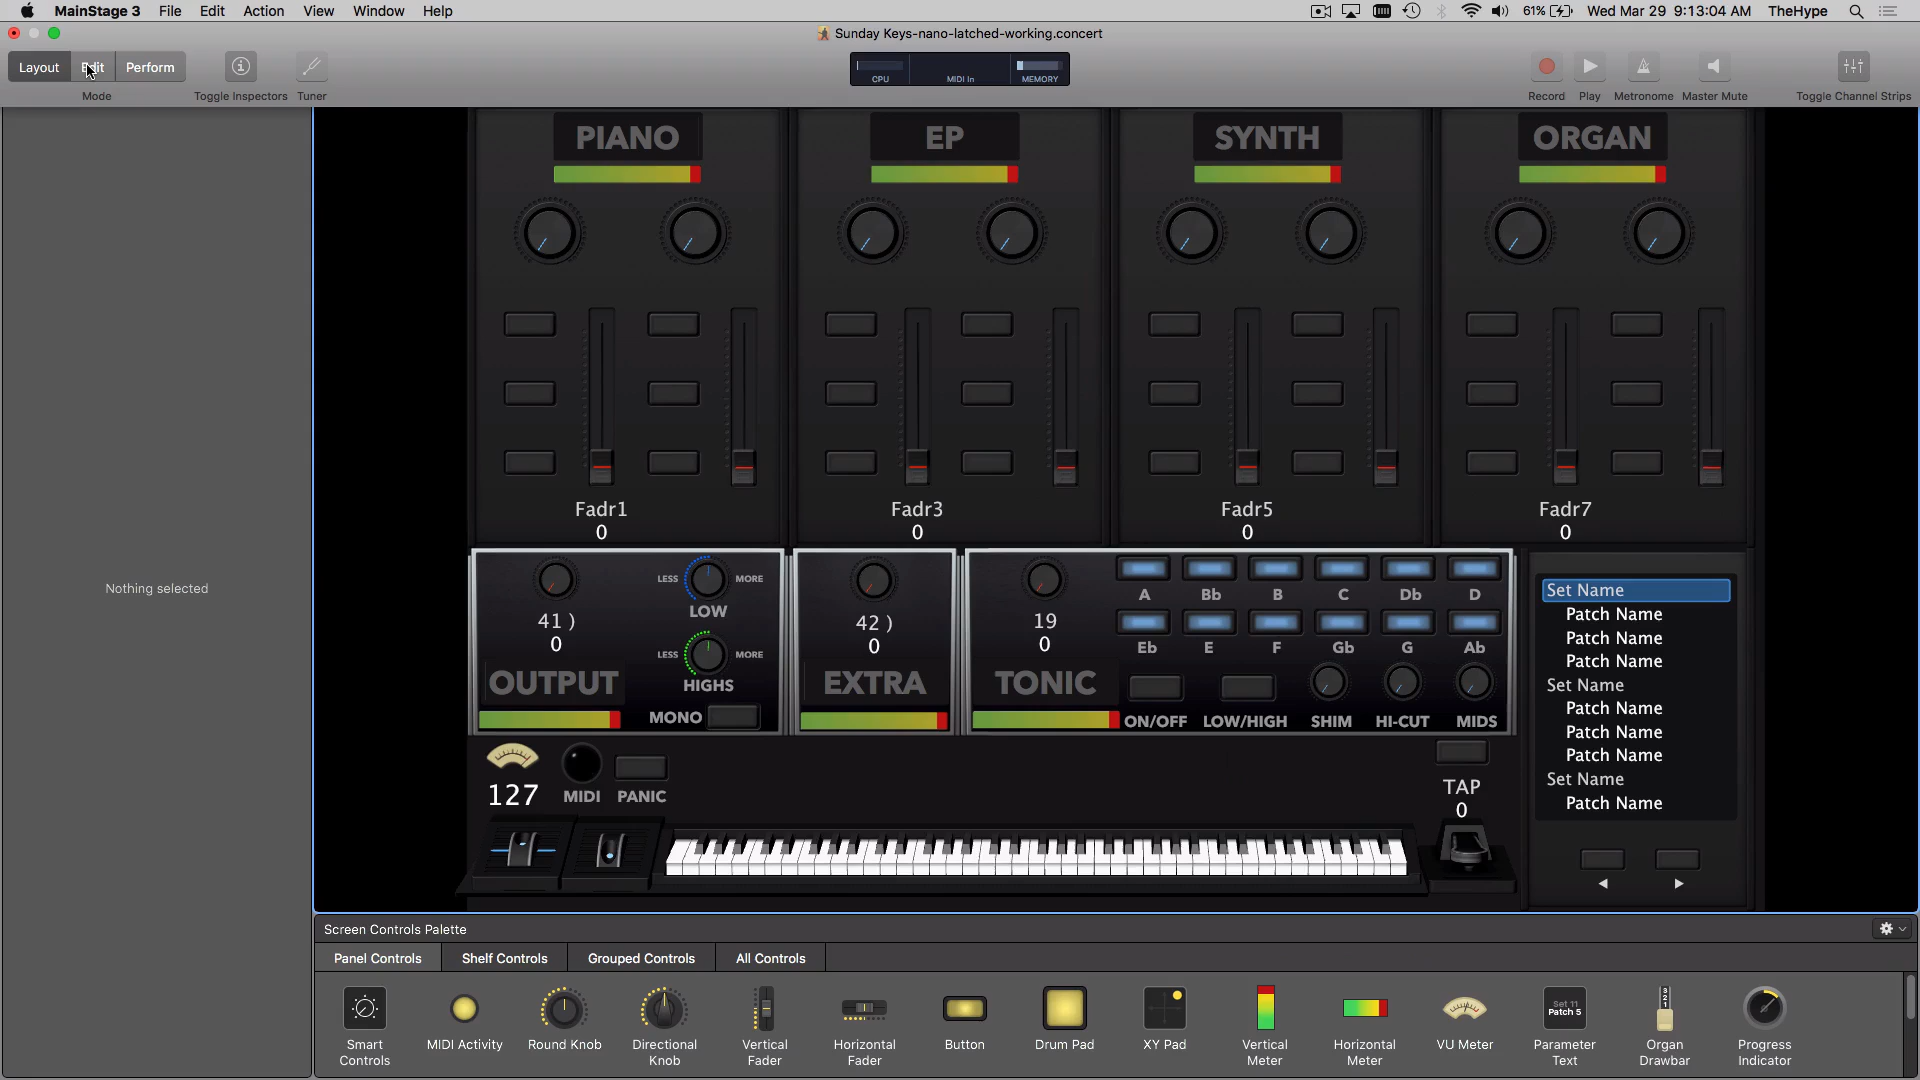 MainStage 3 File Edit Action View Window Help
61% Wed Mar 29 9:13:04 AM TheHype
Sunday Keys-nano-latched-working.concert
Layout Edit Perform
Mode Toggle Inspectors Tuner
CPU MIDI In MEMORY
Record Play Metronome Master Mute Toggle Channel Strips
Nothing selected
PIANO EP SYNTH ORGAN
Fadr1 Fadr3 Fadr5 Fadr7
0 0 0 0
LESS MORE
LOW
LESS MORE
HIGHS
41 )
0
OUTPUT
MONO
42 )
0
EXTRA
19
0
TONIC
A Bb B C Db D
Eb E F Gb G Ab
ON/OFF LOW/HIGH SHIM HI-CUT MIDS
Set Name
Patch Name
Patch Name
Patch Name
Set Name
Patch Name
Patch Name
Patch Name
Set Name
Patch Name
127 MIDI PANIC
TAP
0
Screen Controls Palette
Panel Controls Shelf Controls Grouped Controls All Controls
Set 11
Patch 5
3
2
1
Smart Controls
MIDI Activity
Round Knob
Directional Knob
Vertical Fader
Horizontal Fader
Button
Drum Pad
XY Pad
Vertical Meter
Horizontal Meter
VU Meter
Parameter Text
Organ Drawbar
Progress Indicator